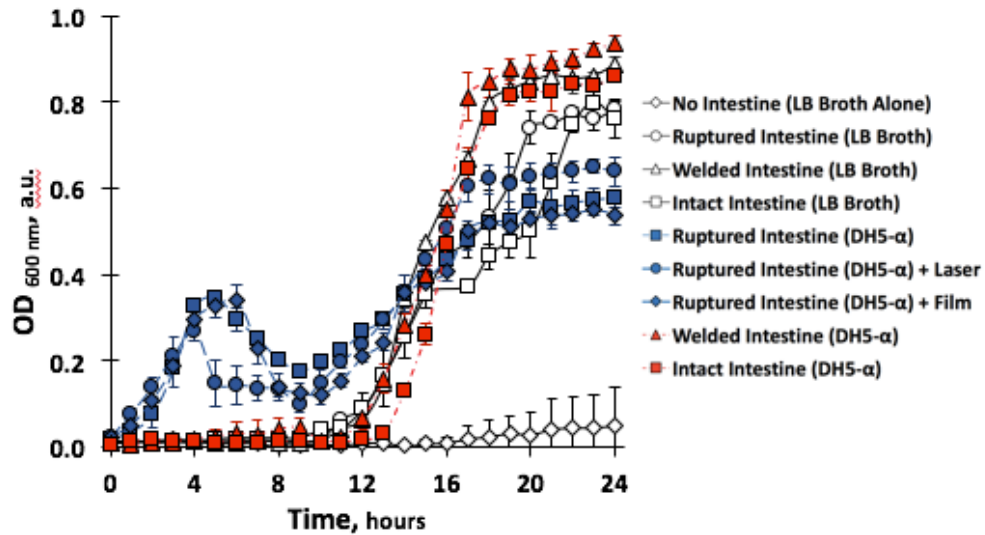 1.0
0.8
0.6
0.4
0.2
0.0
OD 600 nm, a.u.
0 4 8 12 16 20 24
Time, hours
No Intestine (LB Broth Alone)
Ruptured Intestine (LB Broth)
Welded Intestine (LB Broth)
Intact Intestine (LB Broth)
Ruptured Intestine (DH5-α)
Ruptured Intestine (DH5-α) + Laser
Ruptured Intestine (DH5-α) + Film
Welded Intestine (DH5-α)
Intact Intestine (DH5-α)